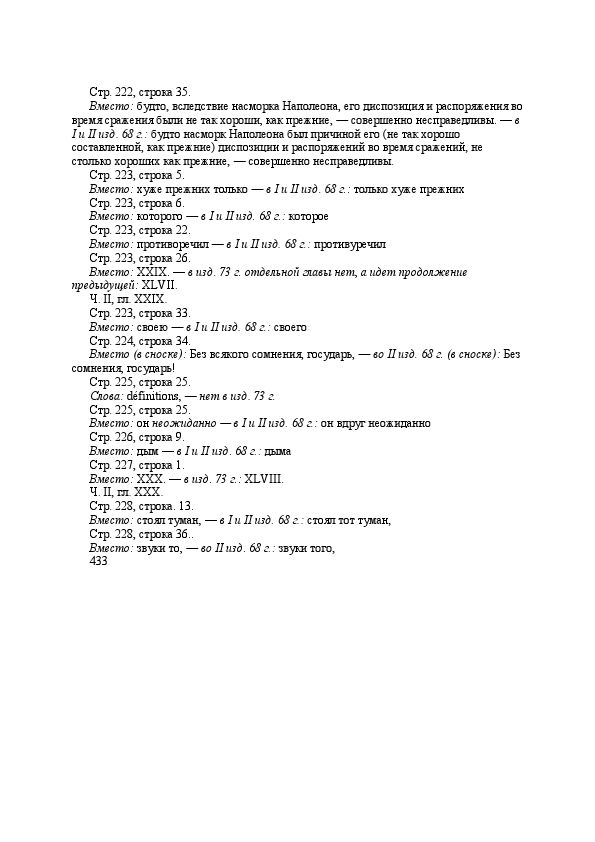 Стр. 222, строка 35.
Вместо: будто, вследствие насморка Наполеона, его диспозиция и распоряжения во
время сражения были не так хороши, как прежние, — совершенно несправедливы. — в
I и II изд. 68 г.: будто насморк Наполеона был причиной его (не так хорошо
составленной, как прежние) диспозиции и распоряжений во время сражений, не
столько хороших как прежние, — совершенно несправедливы.
Стр. 223, строка 5.
Вместо: хуже прежних только — в I и II изд. 68 г.: только хуже прежних
Стр. 223, строка 6.
Вместо: которого — в I и II изд. 68 г.: которое
Стр. 223, строка 22.
Вместо: противоречил — в I и II изд. 68 г.: противуречил
Стр. 223, строка 26.
Вместо: XXIX. — в изд. 73 г. отдельной главы нет, а идет продолжение
предыдущей: XLVII.
Ч. II, гл. XXIX.
Стр. 223, строка 33.
Вместо: своею — в I и II изд. 68 г.: своего
Стр. 224, строка 34.
Вместо (в сноске): Без всякого сомнения, государь, — во II изд. 68 г. (в сноске): Без
сомнения, государь!
Стр. 225, строка 25.
Слова: définitions, — нет в изд. 73 г.
Стр. 225, строка 25.
Вместо: он неожиданно — в I и II изд. 68 г.: он вдруг неожиданно
Стр. 226, строка 9.
Вместо: дым — в I и II изд. 68 г.: дыма
Стр. 227, строка 1.
Вместо: XXX. — в изд. 73 г.: XLVIII.
Ч. II, гл. XXX.
Стр. 228, строка. 13.
Вместо: стоял туман, — в I и II изд. 68 г.: стоял тот туман,
Стр. 228, строка 36..
Вместо: звуки то, — во II изд. 68 г.: звуки того,
433